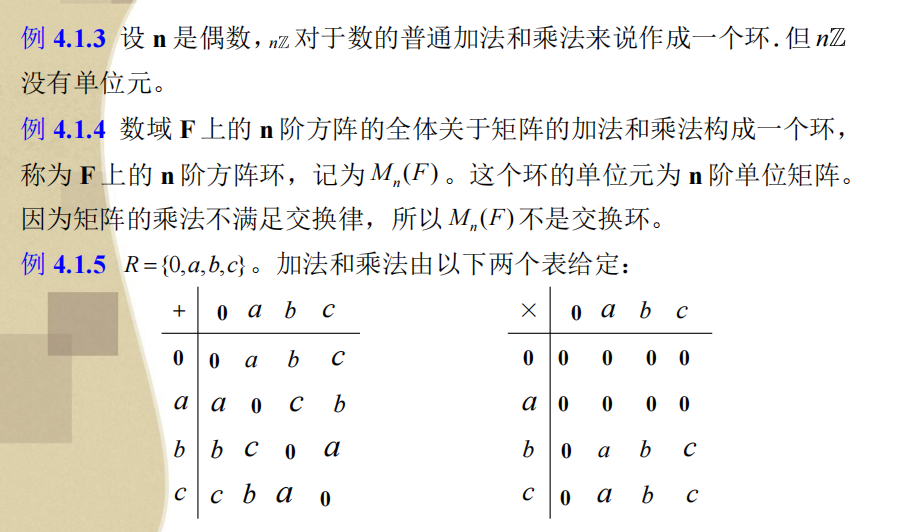 例 4.1.3 设 n 是偶数，nℤ 对于数的普通加法和乘法来说作成一个环.但 nℤ
没有单位元。
例 4.1.4 数域 F 上的 n 阶方阵的全体关于矩阵的加法和乘法构成一个环，
称为 F 上的 n 阶方阵环，记为 Mₙ(F)。这个环的单位元为 n 阶单位矩阵。
因为矩阵的乘法不满足交换律，所以 Mₙ(F) 不是交换环。
例 4.1.5 R={0,a,b,c}。加法和乘法由以下两个表给定：
+ 0 a b c × 0 a b c
0 0 a b c 0 0 0 0 0
a a 0 c b a 0 0 0 0
b b c 0 a b 0 a b c
c c b a 0 c 0 a b c